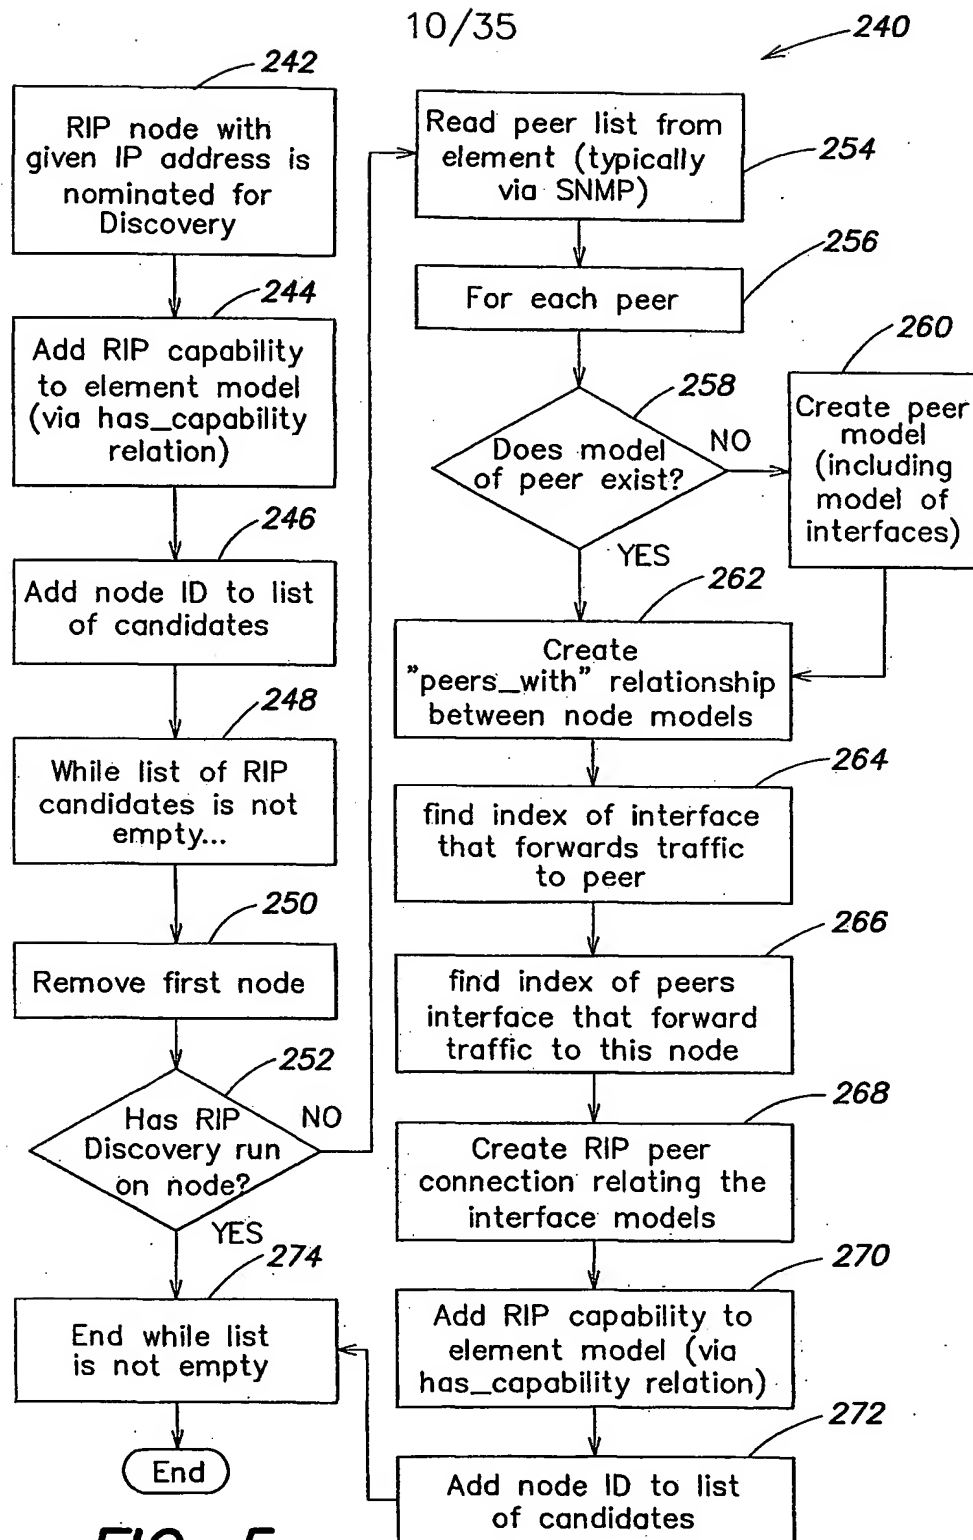 10/35
240
242
RIP node with
given IP address is
nominated for
Discovery
244
Add RIP capability
to element model
(via has_capability
relation)
246
Add node ID to list
of candidates
248
While list of RIP
candidates is not
empty...
250
Remove first node
252
Has RIP
Discovery run
on node?
NO
YES
274
End while list
is not empty
End
254
Read peer list from
element (typically
via SNMP)
256
For each peer
258
Does model
of peer exist?
NO
YES
260
Create peer
model
(including
model of
interfaces)
262
Create
"peers_with" relationship
between node models
264
find index of interface
that forwards traffic
to peer
266
find index of peers
interface that forward
traffic to this node
268
Create RIP peer
connection relating the
interface models
270
Add RIP capability to
element model (via
has_capability relation)
272
Add node ID to list
of candidates